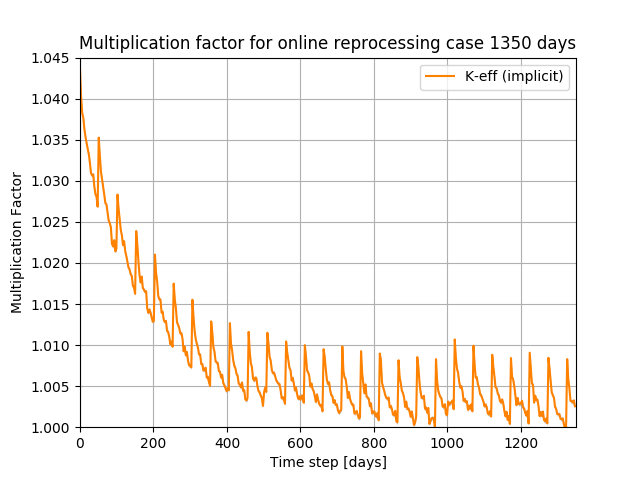 Multiplication factor for online reprocessing case 1350 days
K-eff (implicit)
1.045
1.040
1.035
1.030
1.025
1.020
1.015
1.010
1.005
1.000
Multiplication Factor
0 200 400 600 800 1000 1200
Time step [days]